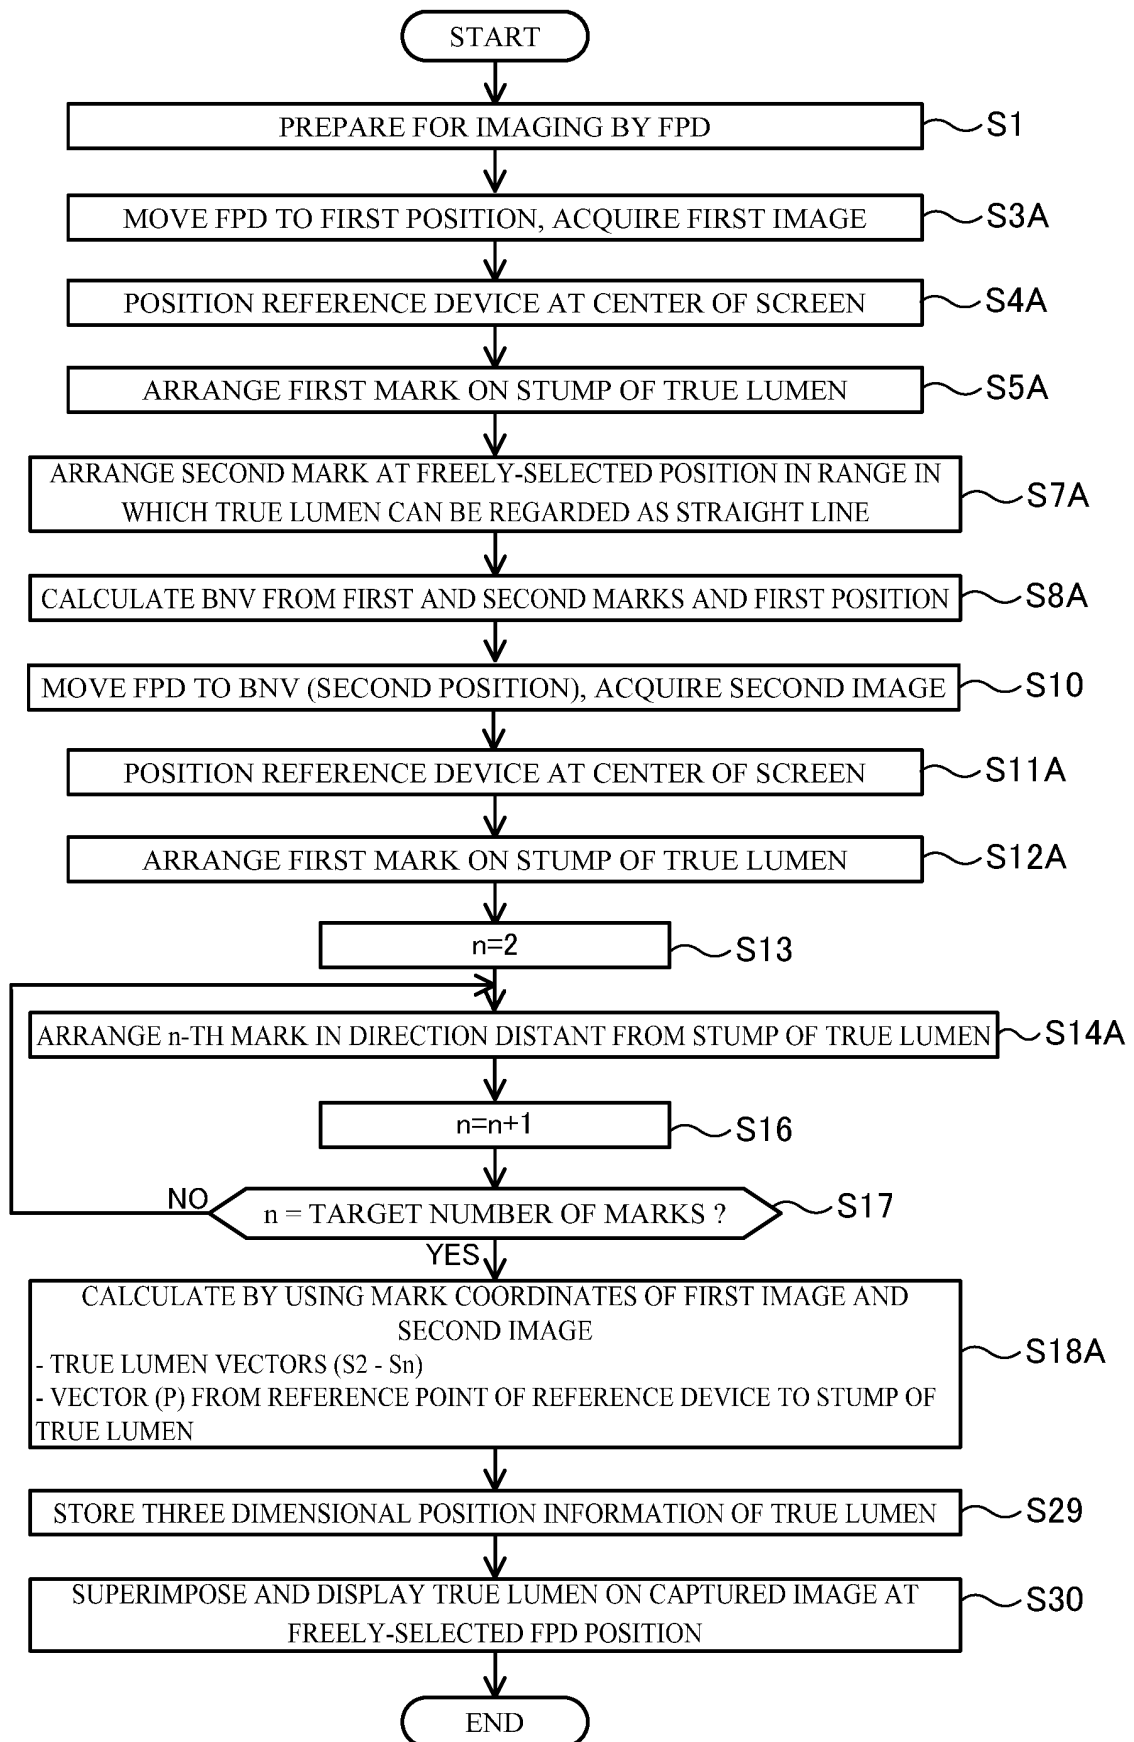 START
PREPARE FOR IMAGING BY FPD
S1
MOVE FPD TO FIRST POSITION, ACQUIRE FIRST IMAGE
S3A
POSITION REFERENCE DEVICE AT CENTER OF SCREEN
S4A
ARRANGE FIRST MARK ON STUMP OF TRUE LUMEN
S5A
ARRANGE SECOND MARK AT FREELY-SELECTED POSITION IN RANGE IN
WHICH TRUE LUMEN CAN BE REGARDED AS STRAIGHT LINE
S7A
CALCULATE BNV FROM FIRST AND SECOND MARKS AND FIRST POSITION
S8A
MOVE FPD TO BNV (SECOND POSITION), ACQUIRE SECOND IMAGE
S10
POSITION REFERENCE DEVICE AT CENTER OF SCREEN
S11A
ARRANGE FIRST MARK ON STUMP OF TRUE LUMEN
S12A
n=2
S13
ARRANGE n-TH MARK IN DIRECTION DISTANT FROM STUMP OF TRUE LUMEN
S14A
n=n+1
S16
NO
n = TARGET NUMBER OF MARKS ?
S17
YES
CALCULATE BY USING MARK COORDINATES OF FIRST IMAGE AND
SECOND IMAGE
- TRUE LUMEN VECTORS (S2 - Sn)
- VECTOR (P) FROM REFERENCE POINT OF REFERENCE DEVICE TO STUMP OF
TRUE LUMEN
S18A
STORE THREE DIMENSIONAL POSITION INFORMATION OF TRUE LUMEN
S29
SUPERIMPOSE AND DISPLAY TRUE LUMEN ON CAPTURED IMAGE AT
FREELY-SELECTED FPD POSITION
S30
END